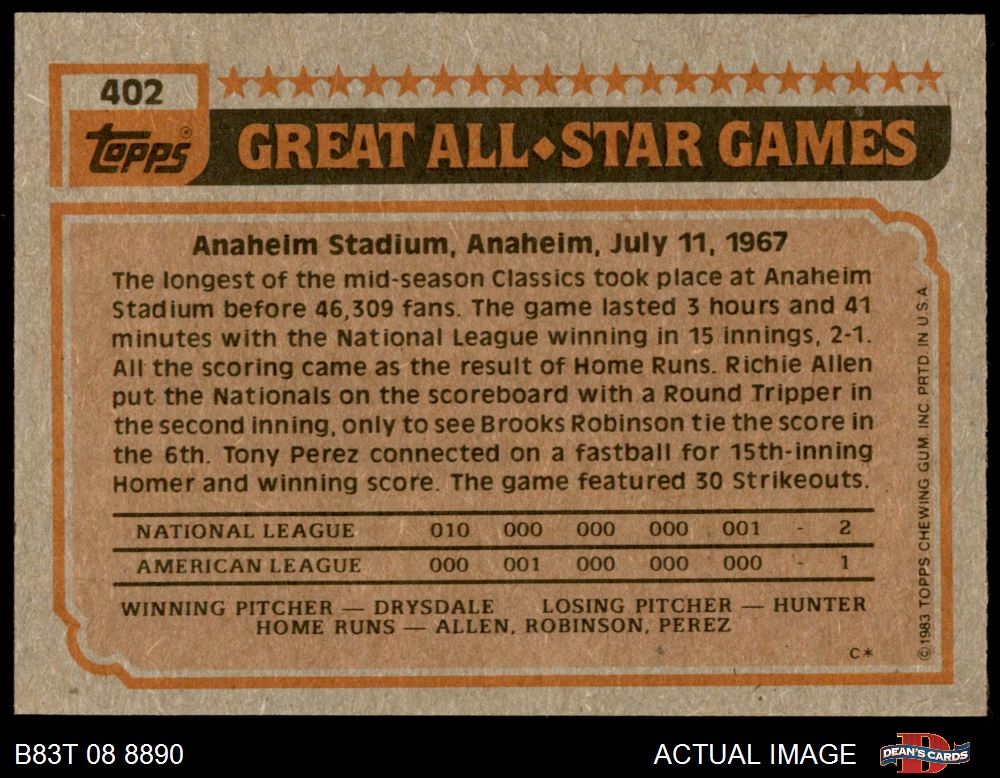 402
topps ®
GREAT ALL◆STAR GAMES
Anaheim Stadium, Anaheim, July 11, 1967
The longest of the mid-season Classics took place at Anaheim
Stadium before 46,309 fans. The game lasted 3 hours and 41
minutes with the National League winning in 15 innings, 2-1.
All the scoring came as the result of Home Runs. Richie Allen
put the Nationals on the scoreboard with a Round Tripper in
the second inning, only to see Brooks Robinson tie the score in
the 6th. Tony Perez connected on a fastball for 15th-inning
Homer and winning score. The game featured 30 Strikeouts.
NATIONAL LEAGUE 010 000 000 000 001 - 2
AMERICAN LEAGUE 000 001 000 000 000 - 1
WINNING PITCHER — DRYSDALE LOSING PITCHER — HUNTER
HOME RUNS — ALLEN, ROBINSON, PEREZ
C*
© 1983 TOPPS CHEWING GUM, INC. PRTD. IN U.S.A.
B83T 08 8890
ACTUAL IMAGE
DEAN'S CARDS